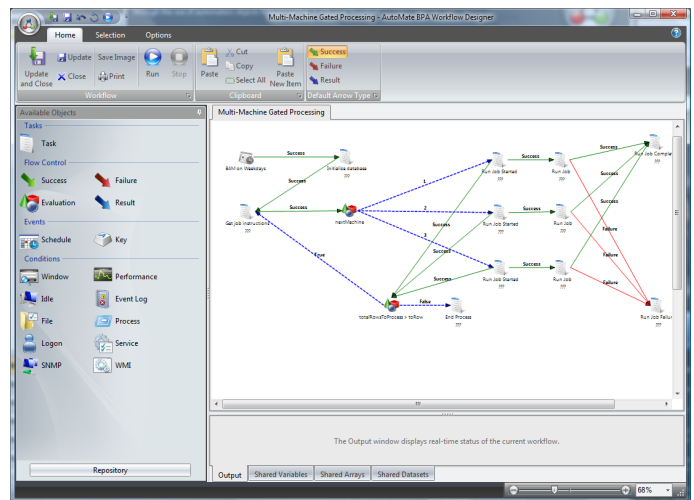 Multi-Machine Gated Processing - AutoMate BPA Workflow Designer
Home Selection Options
Update and Close
Update
Close
Save Image
Print
Run
Stop
Workflow
Paste
Cut
Copy
Select All
Paste New Item
Clipboard
Success
Failure
Result
Default Arrow Type
Available Objects
Tasks
Task
Flow Control
Success
Failure
Evaluation
Result
Events
Schedule
Key
Conditions
Window
Performance
Idle
Event Log
File
Process
Logon
Service
SNMP
WMI
Repository
Multi-Machine Gated Processing
8AM on Weekdays
Success
Initialise database
???
Success
Get job instructions
???
Success
nextMachine
True
1
2
3
Run Job Started
???
Success
Run Job
???
Run Job Comple
???
Success
Run Job Started
???
Success
Run Job
???
Success
Failure
Success
Run Job Started
???
Success
Run Job
???
Success
Failure
Success
Failure
totalRowsToProcess > toRow
False
End Process
???
Run Job Failu
???
The Output window displays real-time status of the current workflow.
Output Shared Variables Shared Arrays Shared Datasets
68%